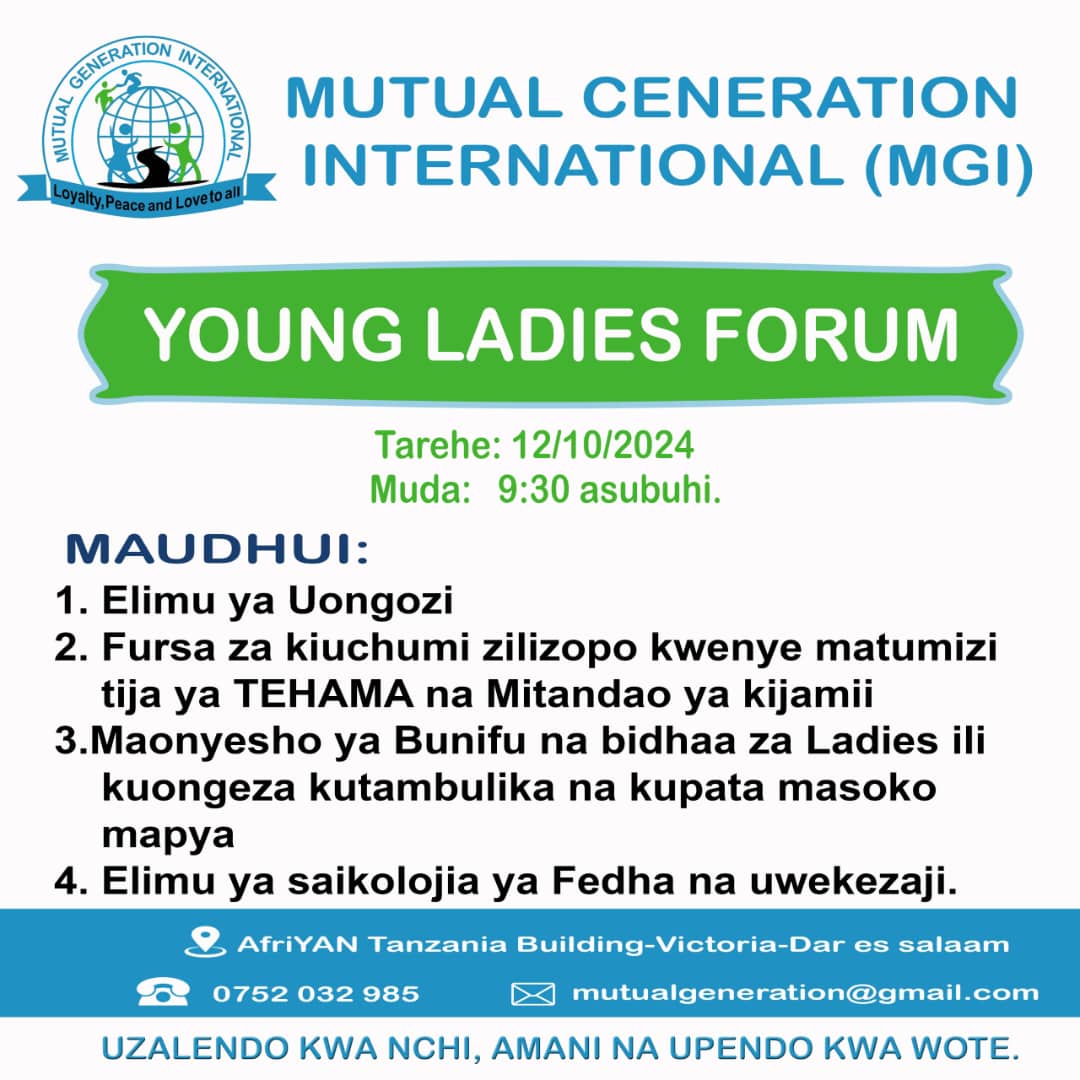 MUTUAL GENERATION INTERNATIONAL
Loyalty,Peace and Love to all
MUTUAL CENERATION
INTERNATIONAL (MGI)
YOUNG LADIES FORUM
Tarehe: 12/10/2024
Muda: 9:30 asubuhi.
MAUDHUI:
1. Elimu ya Uongozi
2. Fursa za kiuchumi zilizopo kwenye matumizi
tija ya TEHAMA na Mitandao ya kijamii
3.Maonyesho ya Bunifu na bidhaa za Ladies ili
kuongeza kutambulika na kupata masoko
mapya
4. Elimu ya saikolojia ya Fedha na uwekezaji.
AfriYAN Tanzania Building-Victoria-Dar es salaam
0752 032 985 mutualgeneration@gmail.com
UZALENDO KWA NCHI, AMANI NA UPENDO KWA WOTE.